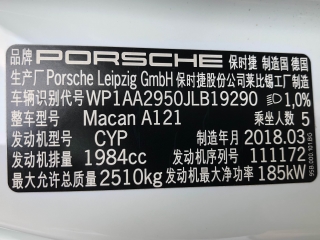 品牌 PORSCHE 保时捷 制造国 德国
生产厂 Porsche Leipzig GmbH 保时捷股份公司莱比锡工厂制造
车辆识别代号 WP1AA2950JLB19290 1,0%
整车型号 Macan A121 乘坐人数 5
发动机型号 CYP 制造年月 2018.03
发动机排量 1984cc 发动机号 111172
最大允许总质量 2510kg 发动机最大净功率 185kW